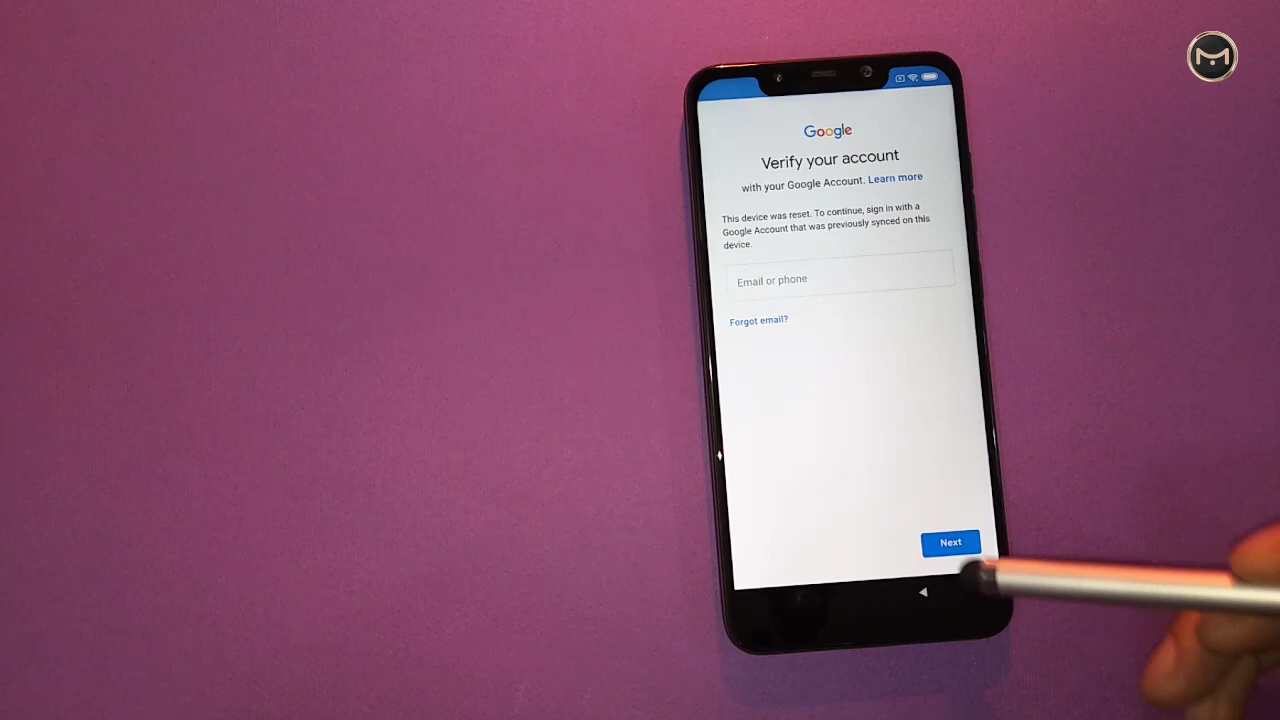 Google
Verify your account
with your Google Account. Learn more
This device was reset. To continue, sign in with a
Google Account that was previously synced on this
device.
Email or phone
Forgot email?
Next